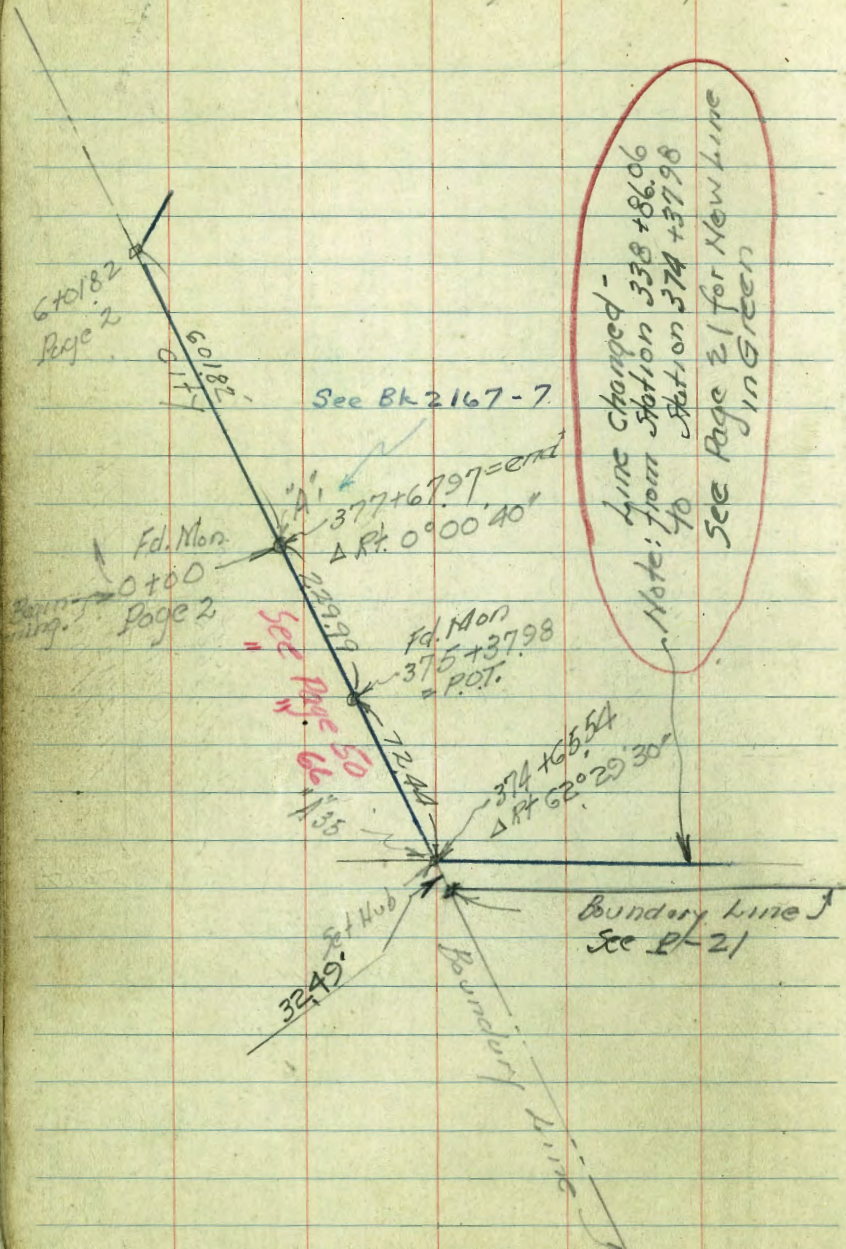 Note: Line Changed -
from Station 338+86.06
to Station 374+37.98
See Page 21 for New Line
in Green
6+01.82
Page 2
601.82'
See Bk 2167-7
"A"
377+67.97 = end
Δ Rt. 0°00'40"
Fd. Mon.
0+00
Page 2
Beginning.
229.99
Fd. Mon
375+37.98
= P.O.T.
See Page 50
" " 66
72.44
"A"35
374+65.54
Δ Rt 62°29'30"
Set Hub
32.49'
Boundary Line
See P-21
Boundary Line